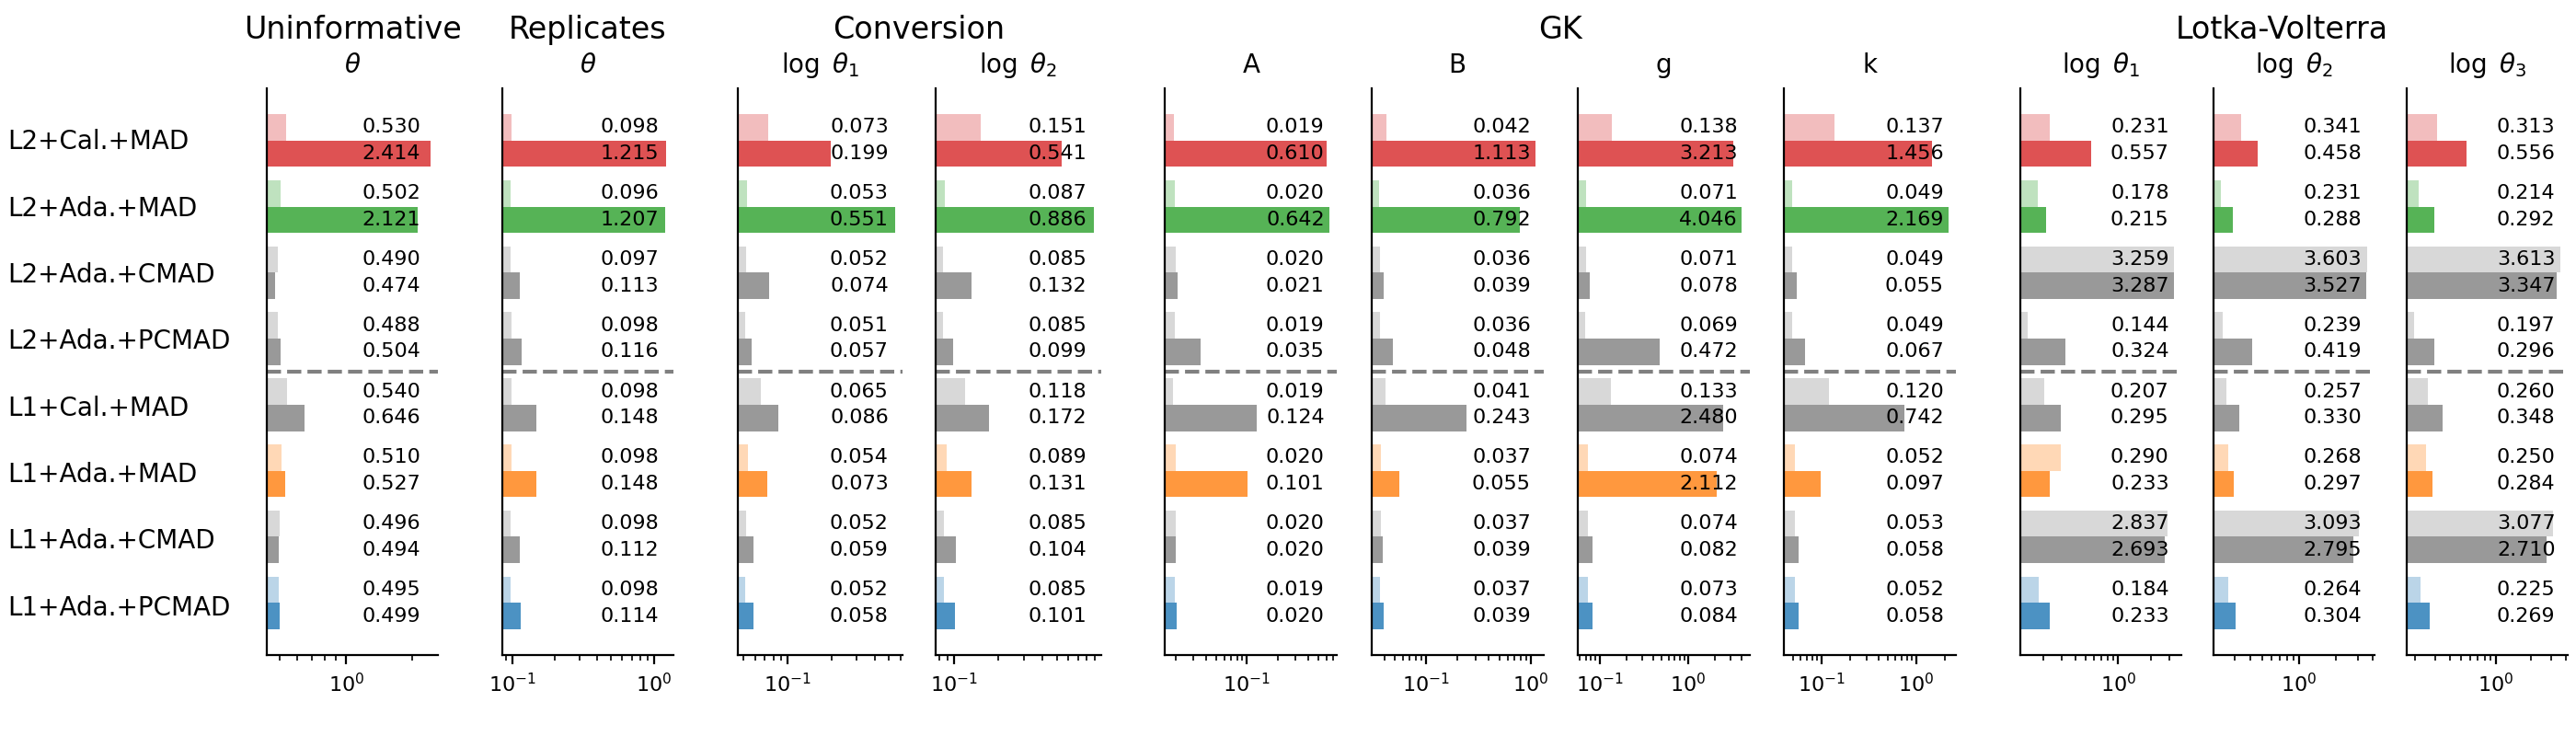 Uninformative Replicates Conversion GK Lotka-Volterra
θ θ log θ₁ log θ₂ A B g k log θ₁ log θ₂ log θ₃
0.530 0.098 0.073 0.151 0.019 0.042 0.138 0.137 0.231 0.341 0.313
L2+Cal.+MAD
2.414 1.215 0.199 0.541 0.610 1.113 3.213 1.456 0.557 0.458 0.556
0.502 0.096 0.053 0.087 0.020 0.036 0.071 0.049 0.178 0.231 0.214
L2+Ada.+MAD
2.121 1.207 0.551 0.886 0.642 0.792 4.046 2.169 0.215 0.288 0.292
0.490 0.097 0.052 0.085 0.020 0.036 0.071 0.049 3.259 3.603 3.613
L2+Ada.+CMAD
0.474 0.113 0.074 0.132 0.021 0.039 0.078 0.055 3.287 3.527 3.347
0.488 0.098 0.051 0.085 0.019 0.036 0.069 0.049 0.144 0.239 0.197
L2+Ada.+PCMAD
0.504 0.116 0.057 0.099 0.035 0.048 0.472 0.067 0.324 0.419 0.296
0.540 0.098 0.065 0.118 0.019 0.041 0.133 0.120 0.207 0.257 0.260
L1+Cal.+MAD
0.646 0.148 0.086 0.172 0.124 0.243 2.480 0.742 0.295 0.330 0.348
0.510 0.098 0.054 0.089 0.020 0.037 0.074 0.052 0.290 0.268 0.250
L1+Ada.+MAD
0.527 0.148 0.073 0.131 0.101 0.055 2.112 0.097 0.233 0.297 0.284
0.496 0.098 0.052 0.085 0.020 0.037 0.074 0.053 2.837 3.093 3.077
L1+Ada.+CMAD
0.494 0.112 0.059 0.104 0.020 0.039 0.082 0.058 2.693 2.795 2.710
0.495 0.098 0.052 0.085 0.019 0.037 0.073 0.052 0.184 0.264 0.225
L1+Ada.+PCMAD
0.499 0.114 0.058 0.101 0.020 0.039 0.084 0.058 0.233 0.304 0.269
10⁰ 10⁻¹ 10⁰ 10⁻¹ 10⁻¹ 10⁻¹ 10⁻¹ 10⁰ 10⁻¹ 10⁰ 10⁻¹ 10⁰ 10⁰ 10⁰ 10⁰